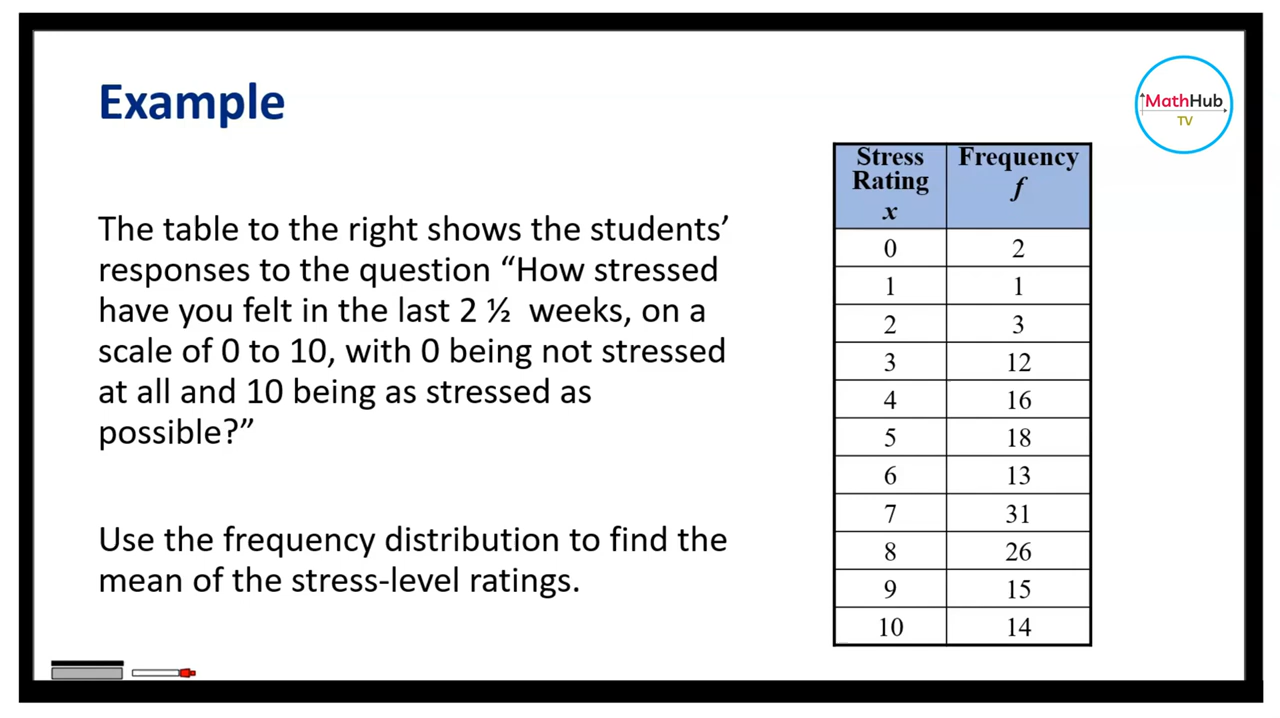 Example
MathHub
TV
The table to the right shows the students’
responses to the question “How stressed
have you felt in the last 2 ½ weeks, on a
scale of 0 to 10, with 0 being not stressed
at all and 10 being as stressed as
possible?”
Use the frequency distribution to find the
mean of the stress-level ratings.
Stress Frequency
Rating f
x
0 2
1 1
2 3
3 12
4 16
5 18
6 13
7 31
8 26
9 15
10 14